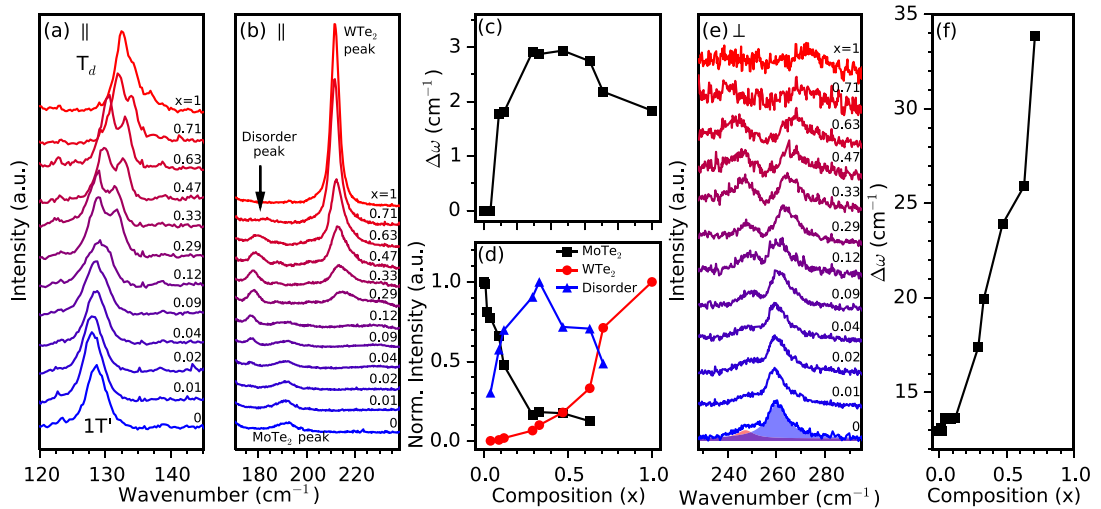 (a) ∥
T_d
x=1
0.71
0.63
0.47
0.33
0.29
0.12
0.09
0.04
0.02
0.01
0
1T'
120 130 140
Intensity (a.u.)
(b) ∥
WTe₂
peak
Disorder
peak
x=1
0.71
0.63
0.47
0.33
0.29
0.12
0.09
0.04
0.02
0.01
0
MoTe₂ peak
180 200 220
Wavenumber (cm⁻¹)
(c)
Δω (cm⁻¹)
3
2
1
0
(d)
MoTe₂
WTe₂
Disorder
Norm. Intensity (a.u.)
1.0
0.5
0.0
0.0 0.5 1.0
Composition (x)
(e) ⊥
x=1
0.71
0.63
0.47
0.33
0.29
0.12
0.09
0.04
0.02
0.01
0
Intensity (a.u.)
240 260 280
Wavenumber (cm⁻¹)
(f)
Δω (cm⁻¹)
35
30
25
20
15
0.0 0.5 1.0
Composition (x)